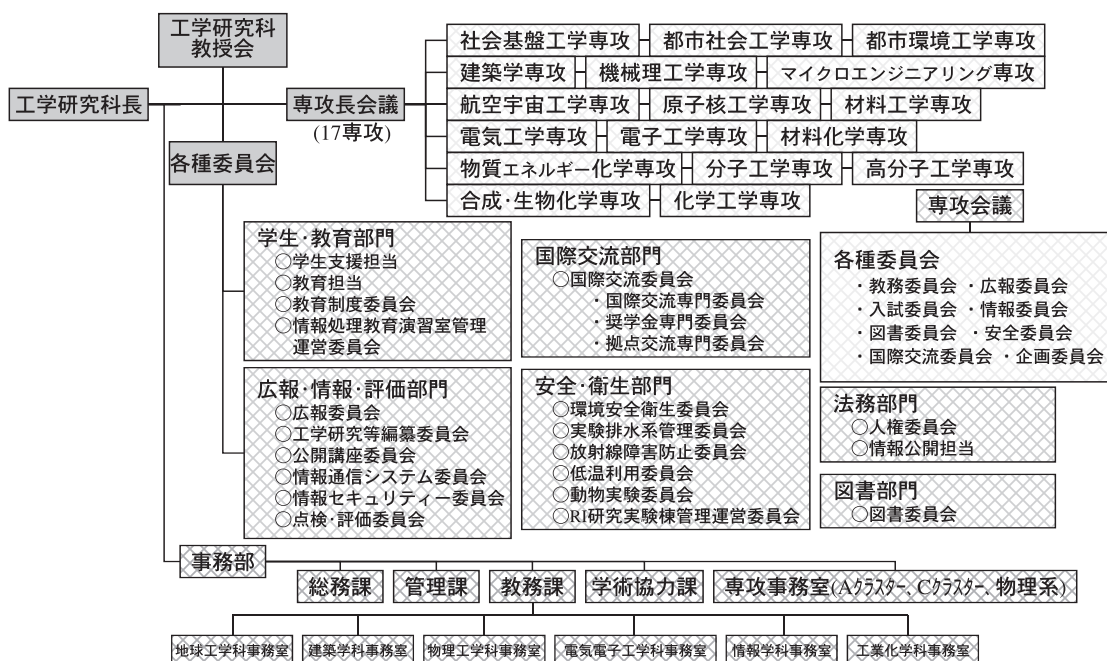 工学研究科
教授会
工学研究科長
専攻長会議
(17専攻)
各種委員会
社会基盤工学専攻 都市社会工学専攻 都市環境工学専攻
建築学専攻 機械理工学専攻 マイクロエンジニアリング専攻
航空宇宙工学専攻 原子核工学専攻 材料工学専攻
電気工学専攻 電子工学専攻 材料化学専攻
物質エネルギー化学専攻 分子工学専攻 高分子工学専攻
合成・生物化学専攻 化学工学専攻
専攻会議
学生・教育部門
○学生支援担当
○教育担当
○教育制度委員会
○情報処理教育演習室管理
運営委員会
国際交流部門
○国際交流委員会
・国際交流専門委員会
・奨学金専門委員会
・拠点交流専門委員会
各種委員会
・教務委員会 ・広報委員会
・入試委員会 ・情報委員会
・図書委員会 ・安全委員会
・国際交流委員会 ・企画委員会
広報・情報・評価部門
○広報委員会
○工学研究等編纂委員会
○公開講座委員会
○情報通信システム委員会
○情報セキュリティー委員会
○点検・評価委員会
安全・衛生部門
○環境安全衛生委員会
○実験排水系管理委員会
○放射線障害防止委員会
○低温利用委員会
○動物実験委員会
○RI研究実験棟管理運営委員会
法務部門
○人権委員会
○情報公開担当
図書部門
○図書委員会
事務部
総務課 管理課 教務課 学術協力課 専攻事務室(Aクラスター、Cクラスター、物理系)
地球工学科事務室 建築学科事務室 物理工学科事務室 電気電子工学科事務室 情報学科事務室 工業化学科事務室